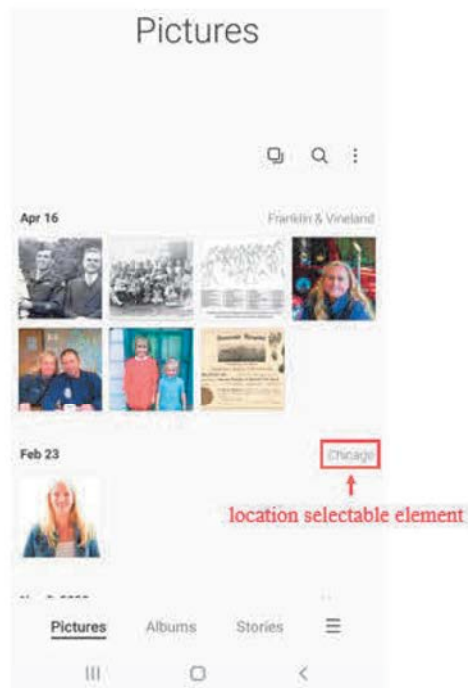 Pictures
Apr 16
Franklin & Vineland
Feb 23
Chicago
location selectable element
Pictures
Albums
Stories